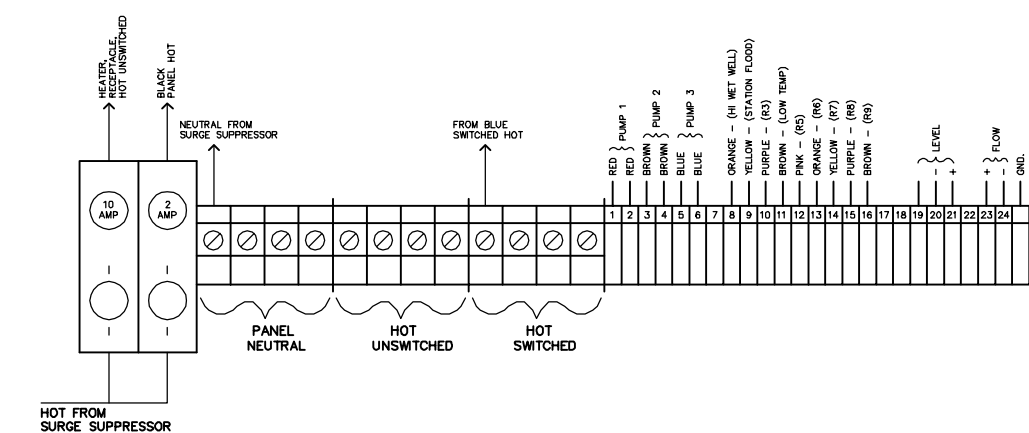 HEATER,
RECEPTACLE,
HOT UNSWITCHED
BLACK
PANEL HOT
NEUTRAL FROM
SURGE SUPPRESSOR
FROM BLUE
SWITCHED HOT
RED
RED
PUMP 1
BROWN
BROWN
PUMP 2
BLUE
BLUE
PUMP 3
ORANGE – (HI WET WELL)
YELLOW – (STATION FLOOD)
PURPLE – (R3)
BROWN – (LOW TEMP)
PINK – (R5)
ORANGE – (R6)
YELLOW – (R7)
PURPLE – (R8)
BROWN – (R9)
– +
LEVEL
+ –
FLOW
GND.
10
AMP
2
AMP
1 2 3 4 5 6 7 8 9 10 11 12 13 14 15 16 17 18 19 20 21 22 23 24
PANEL
NEUTRAL
HOT
UNSWITCHED
HOT
SWITCHED
HOT FROM
SURGE SUPPRESSOR